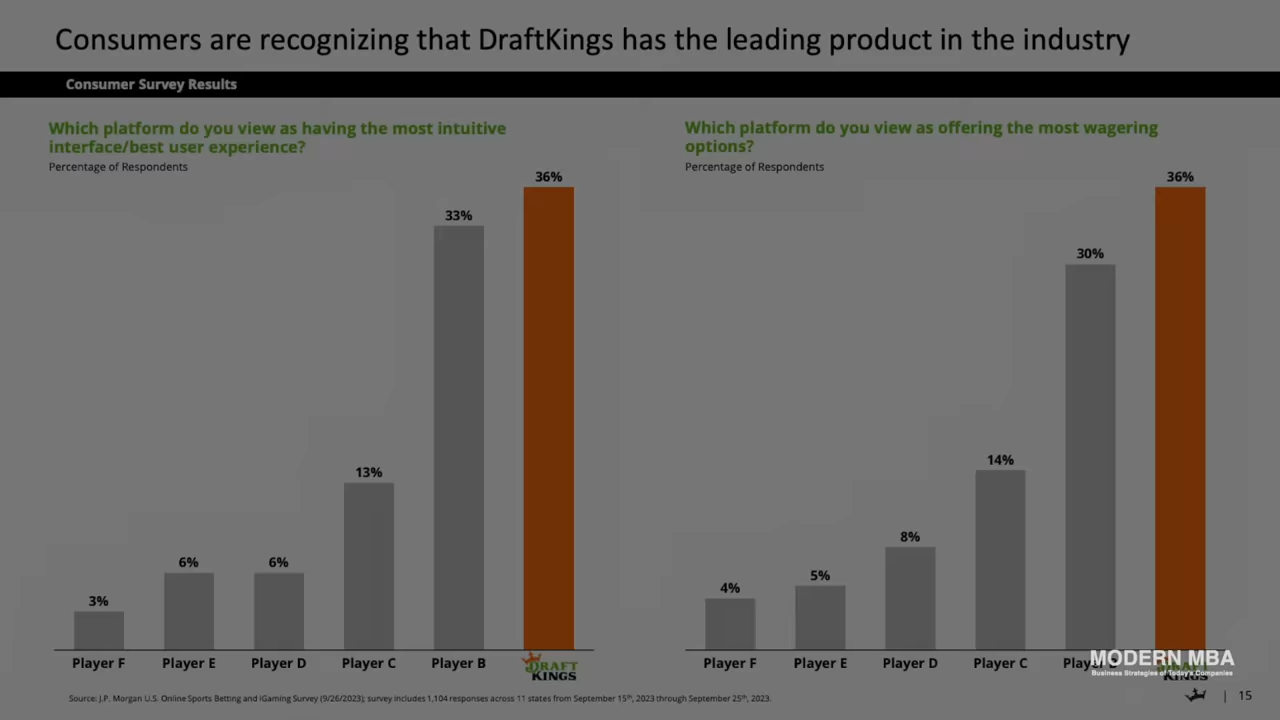 Consumers are recognizing that DraftKings has the leading product in the industry
Consumer Survey Results
Which platform do you view as having the most intuitive
interface/best user experience?
Percentage of Respondents
36%
33%
13%
6%
6%
3%
Player F
Player E
Player D
Player C
Player B
DRAFT
KINGS
Which platform do you view as offering the most wagering
options?
Percentage of Respondents
36%
30%
14%
8%
5%
4%
Player F
Player E
Player D
Player C
MODERN MBA
Business Strategies of Today's Companies
KINGS
Source: J.P. Morgan U.S. Online Sports Betting and iGaming Survey (9/26/2023); survey includes 1,104 responses across 11 states from September 15th, 2023 through September 25th, 2023.
| 15